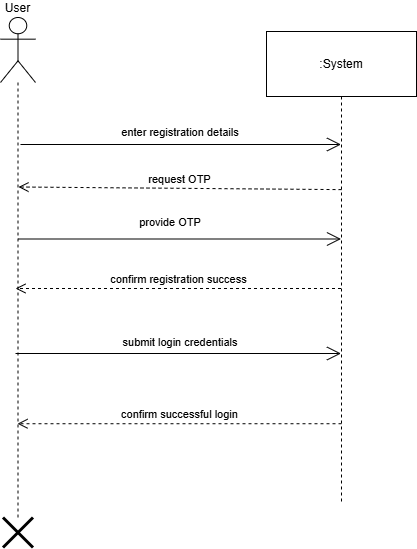 User
:System
enter registration details
request OTP
provide OTP
confirm registration success
submit login credentials
confirm successful login